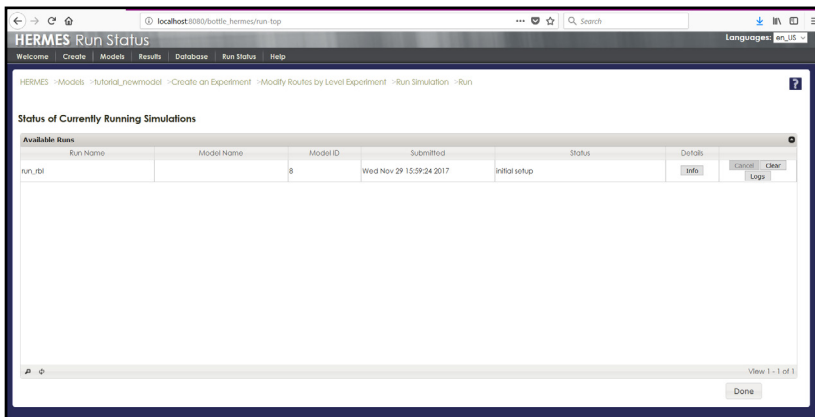 localhost:8080/bottle_hermes/run-top
Search
HERMES Run Status
Languages: en_US
Welcome Create Models Results Database Run Status Help
HERMES >Models >tutorial_newmodel >Create an Experiment >Modify Routes by Level Experiment >Run Simulation >Run
?
Status of Currently Running Simulations
Available Runs
Run Name Model Name Model ID Submitted Status Details
run_rbl 8 Wed Nov 29 15:59:24 2017 initial setup Info Cancel Clear
Logs
View 1 - 1 of 1
Done